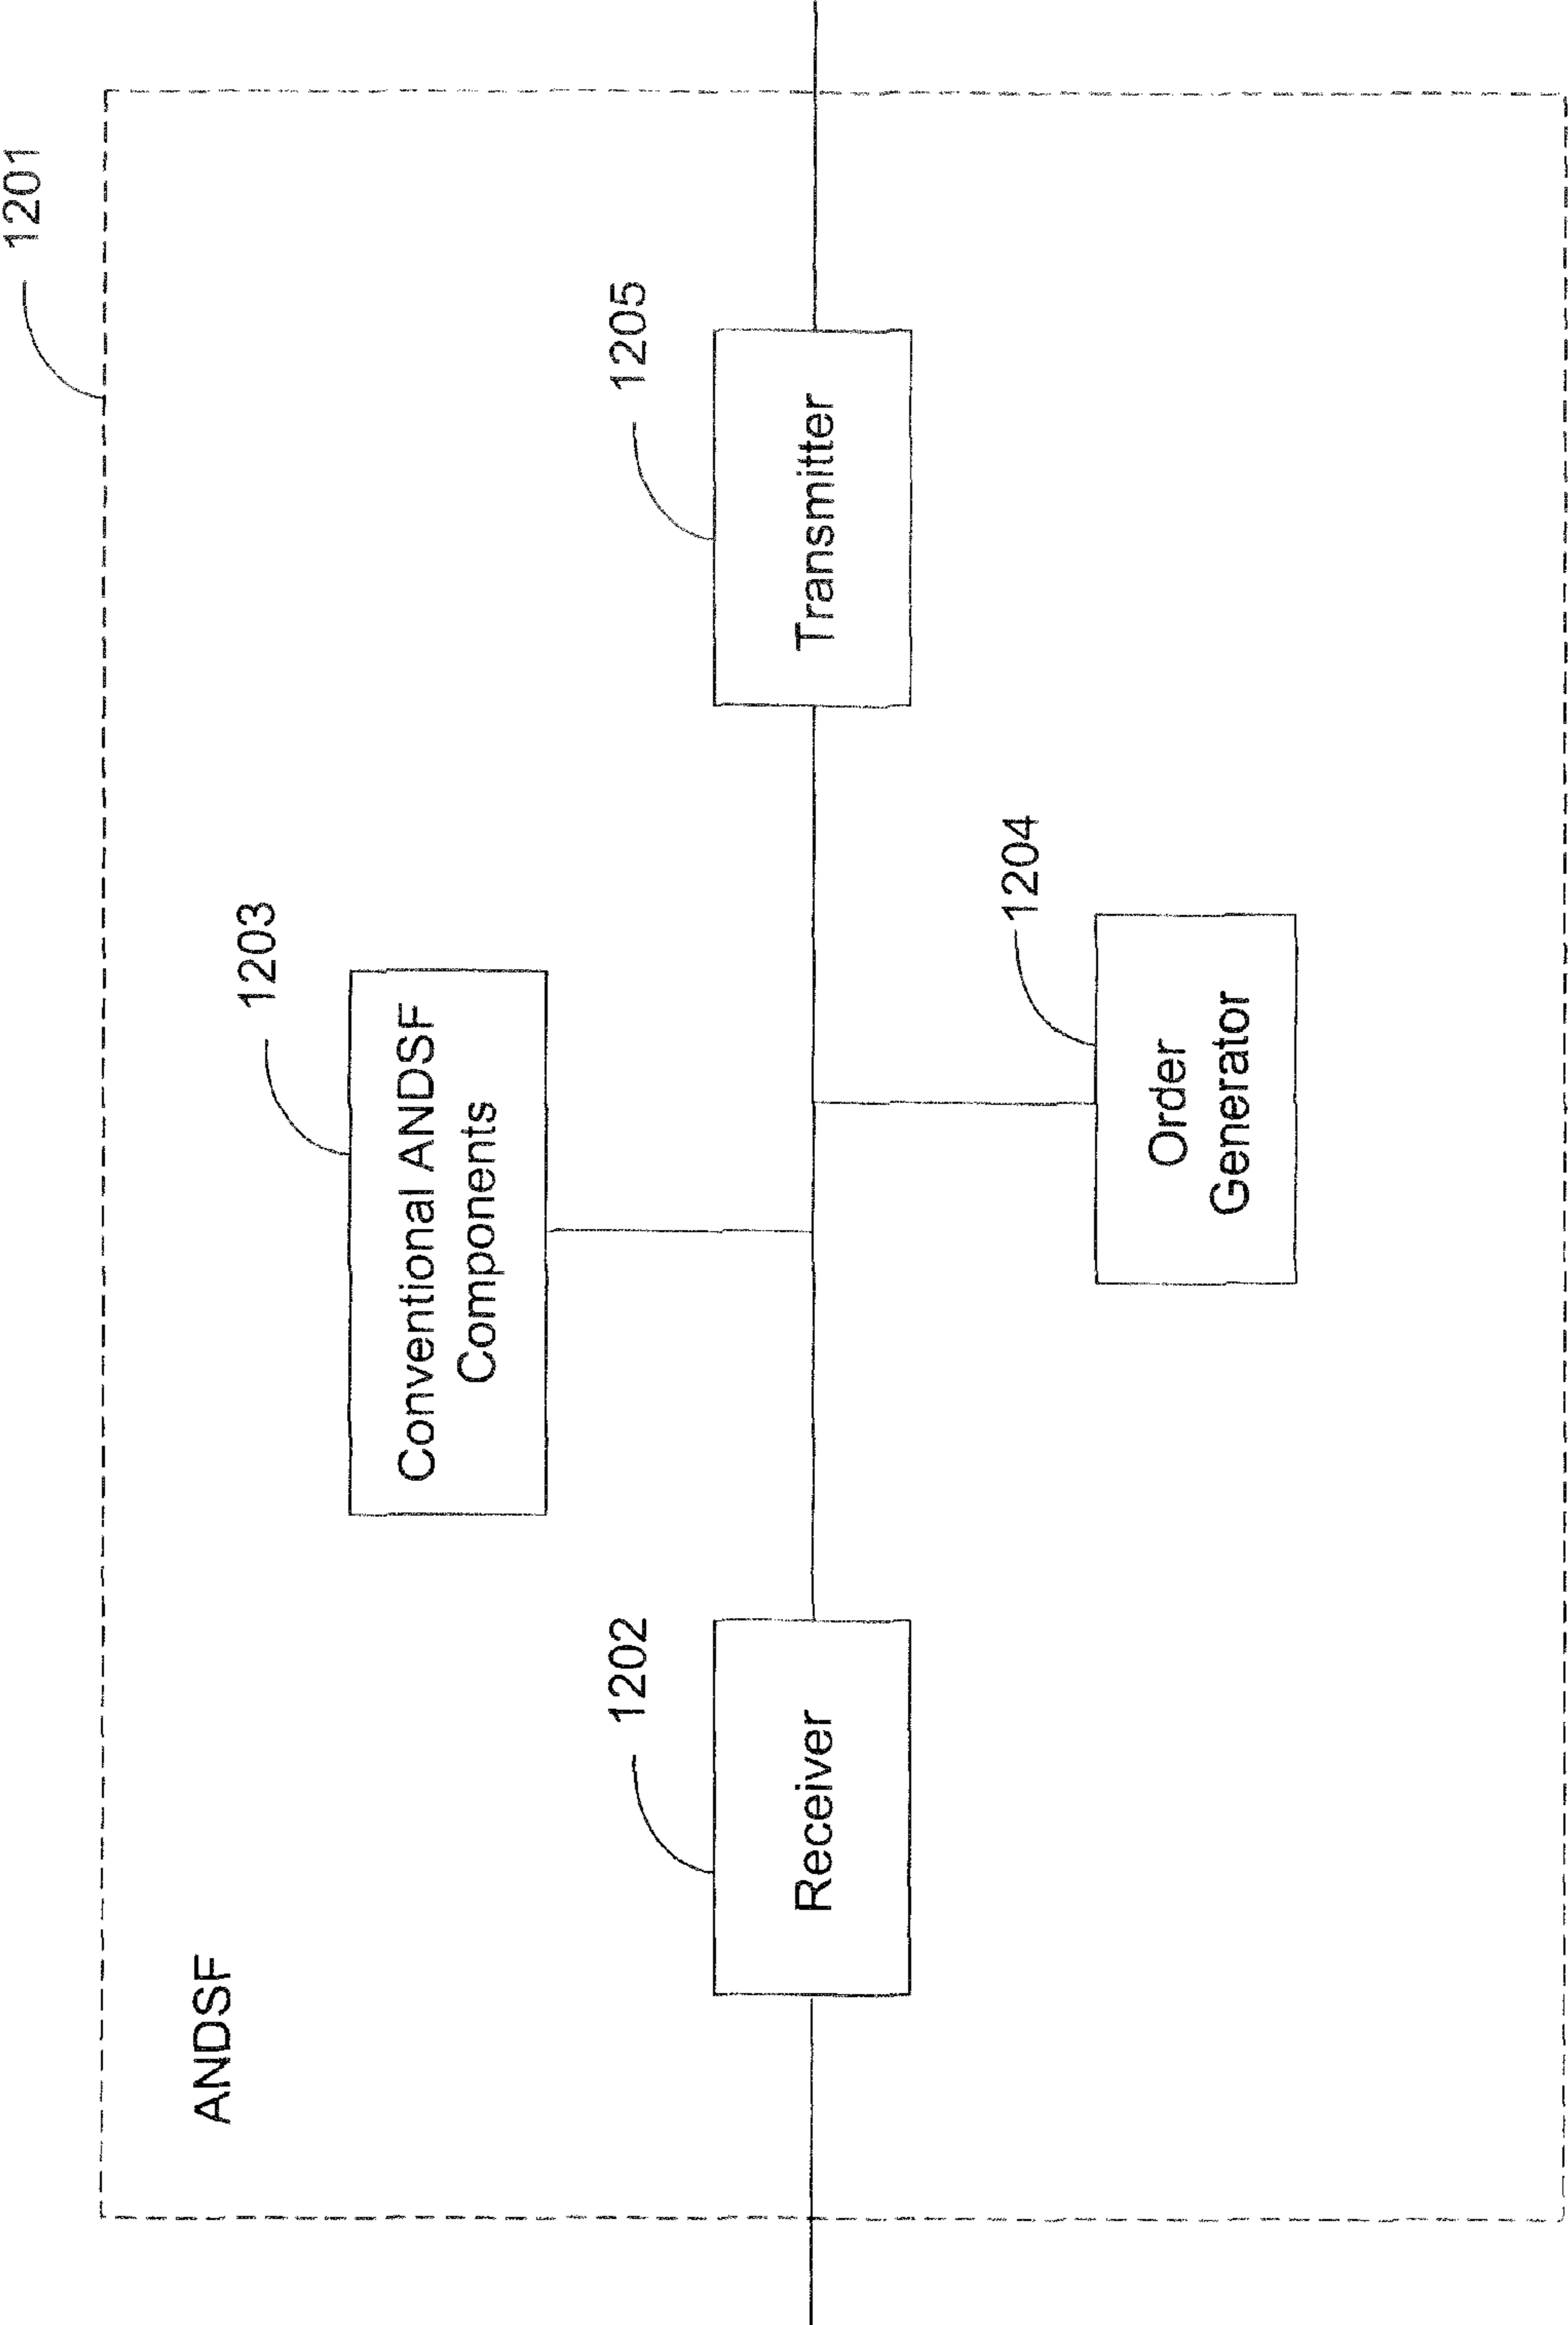 1201
ANDSF
1203
Conventional ANDSF
Components
1202
Receiver
1205
Transmitter
1204
Order
Generator